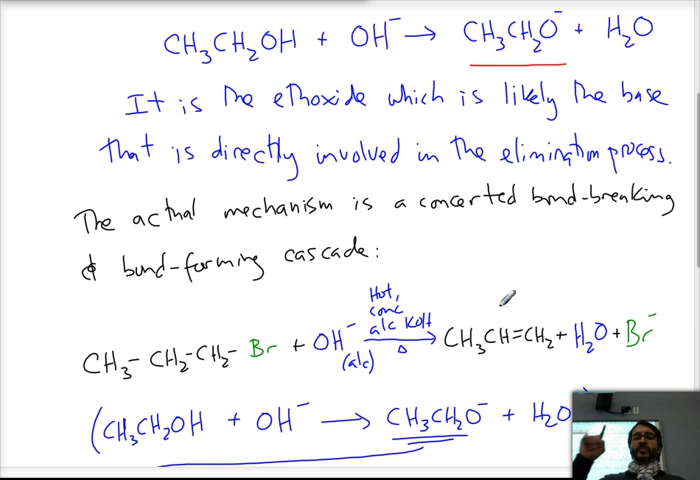 CH₃CH₂OH + OH⁻ → CH₃CH₂O⁻ + H₂O
It is the ethoxide which is likely the base
that is directly involved in the elimination process.
The actual mechanism is a concerted bond-breaking
& bond-forming cascade:
Hot,
conc
alc KOH
CH₃-CH₂-CH₂-Br + OH⁻ → CH₃CH=CH₂ + H₂O + Br⁻
(alc) Δ
(CH₃CH₂OH + OH⁻ → CH₃CH₂O⁻ + H₂O)